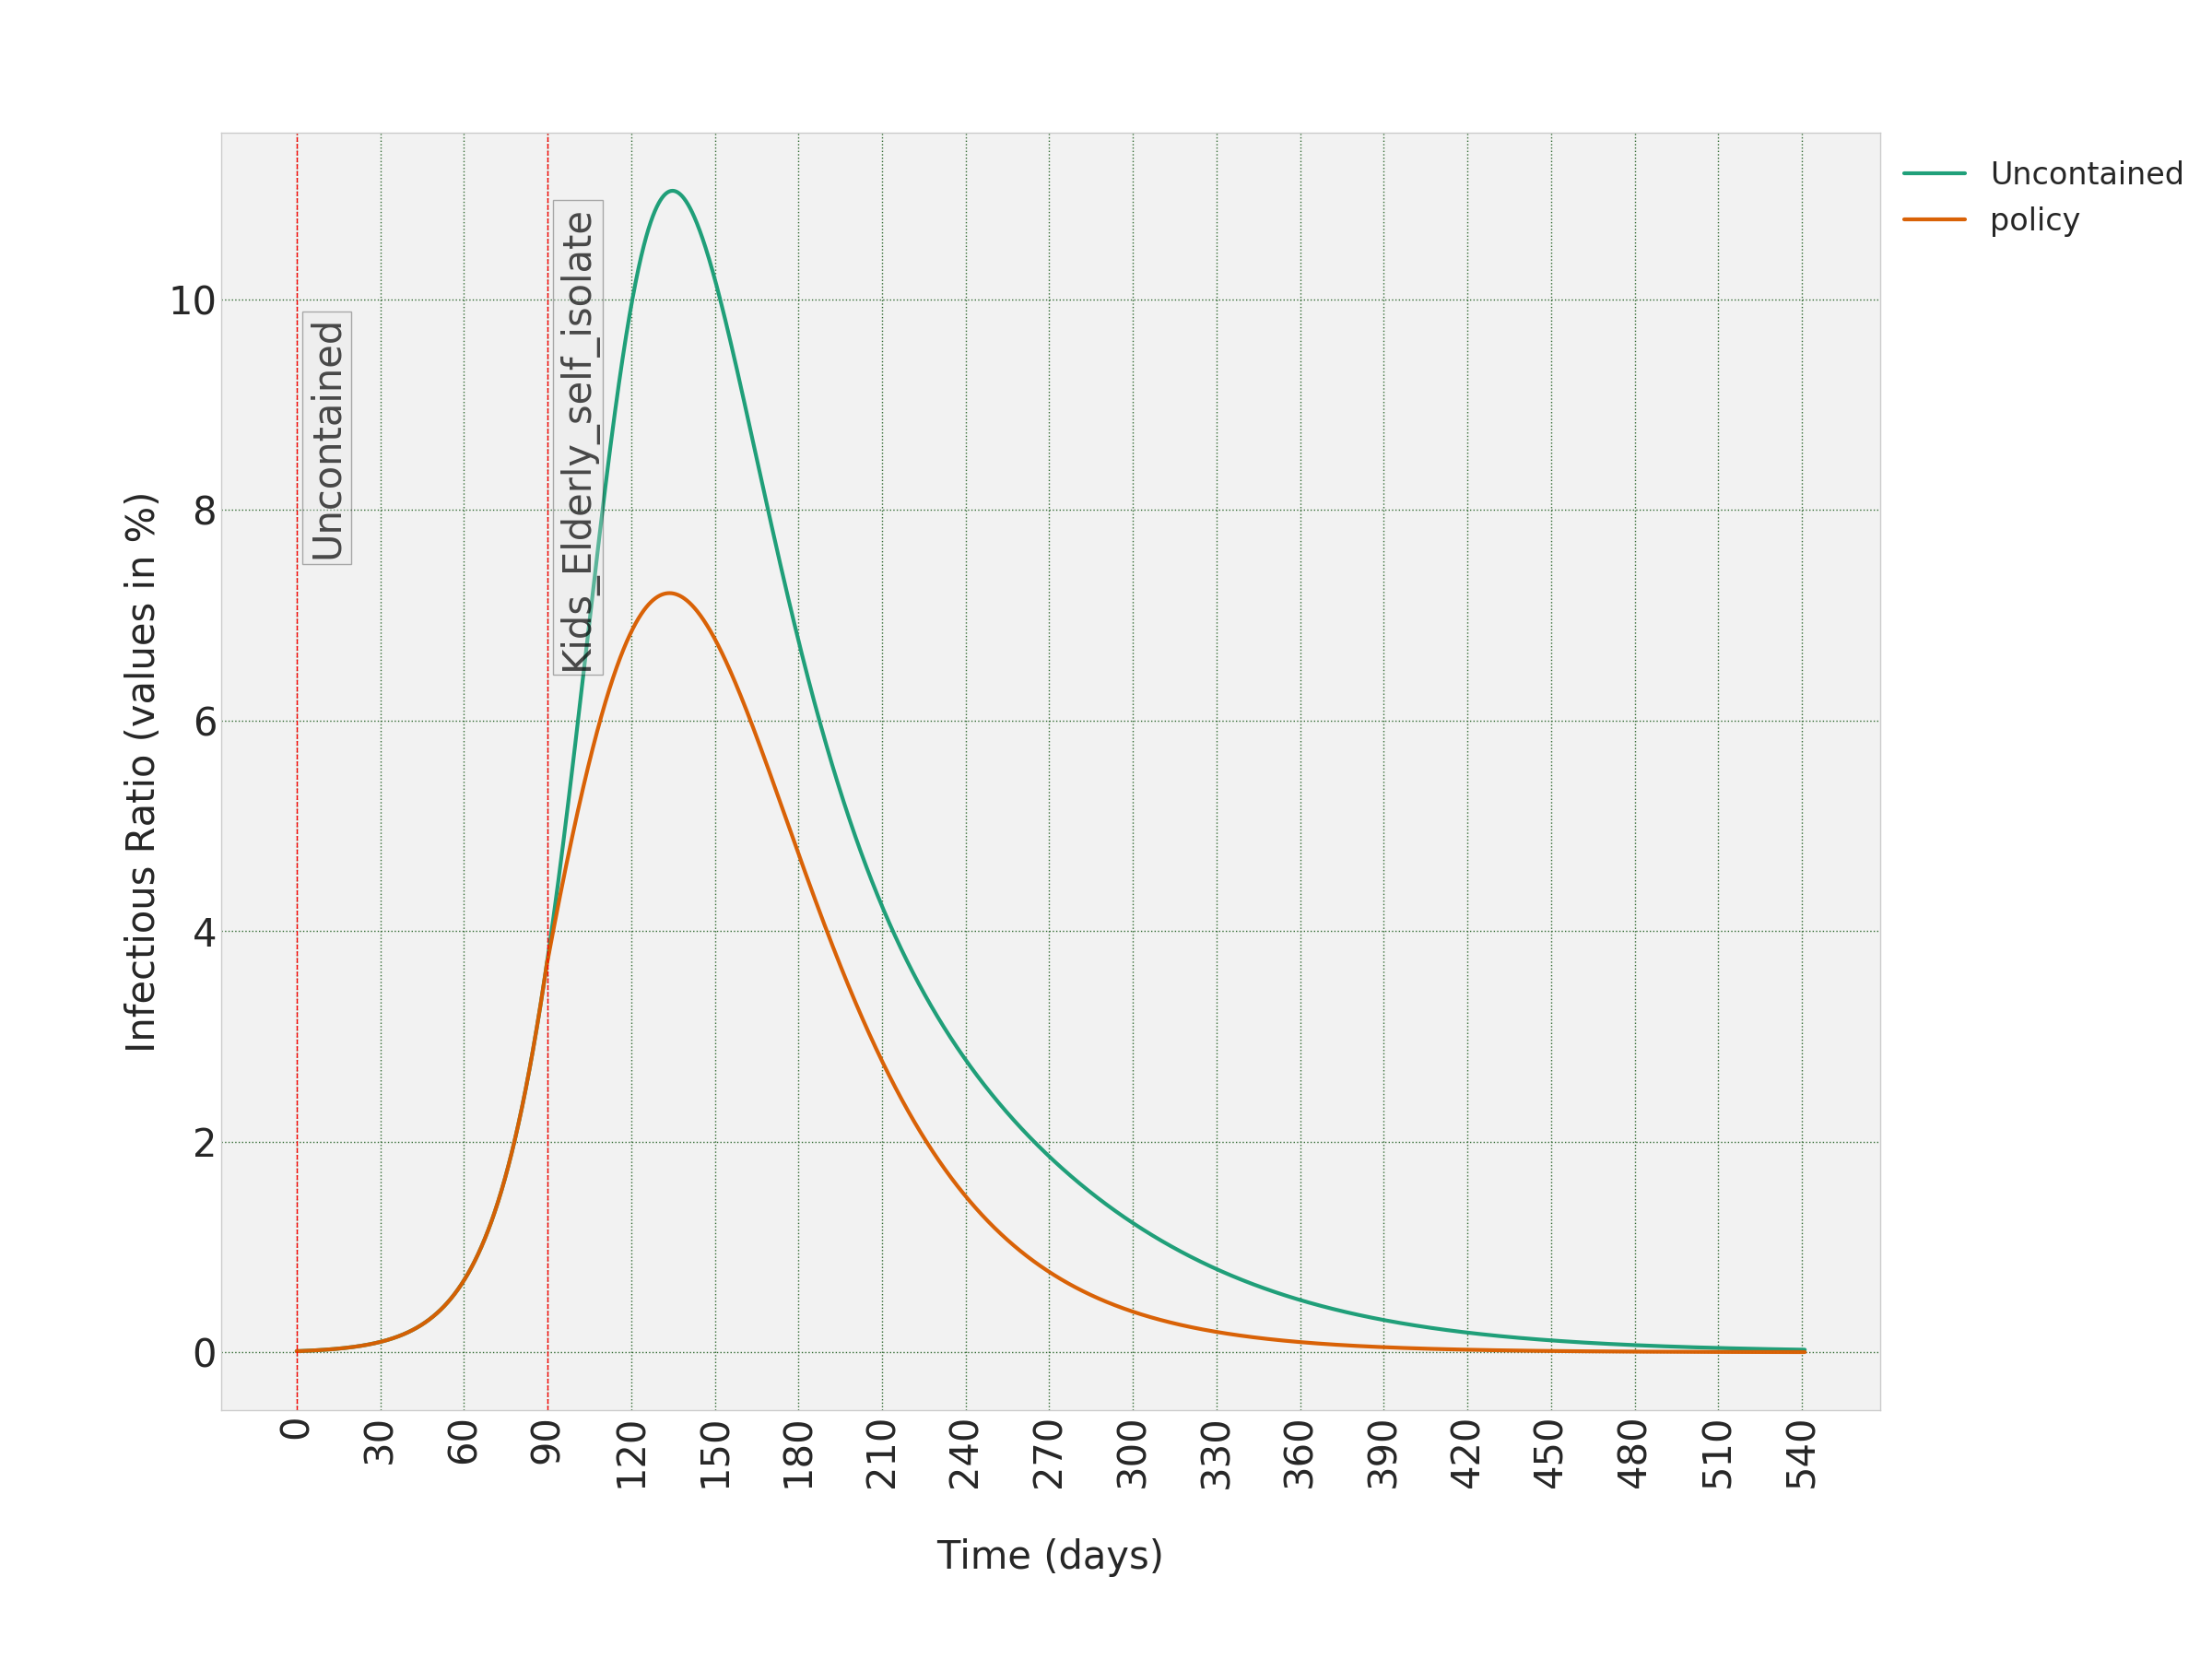 Uncontained
policy
Uncontained
Kids_Elderly_self_isolate
Infectious Ratio (values in %)
10
8
6
4
2
0
0 30 60 90 120 150 180 210 240 270 300 330 360 390 420 450 480 510 540
Time (days)